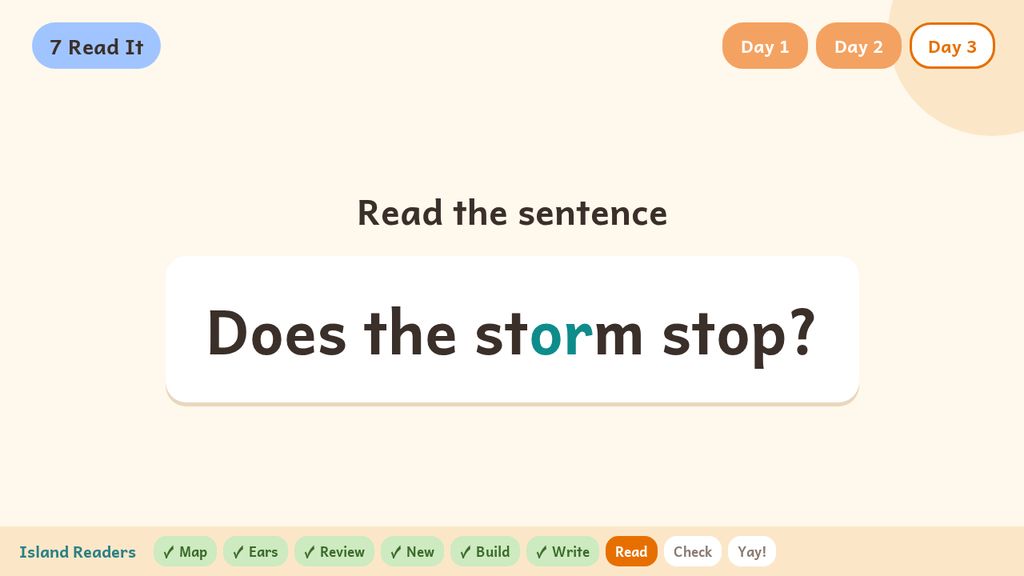 7 Read It
Day 1 Day 2 Day 3
Read the sentence
Does the storm stop?
Island Readers ✓ Map ✓ Ears ✓ Review ✓ New ✓ Build ✓ Write Read Check Yay!